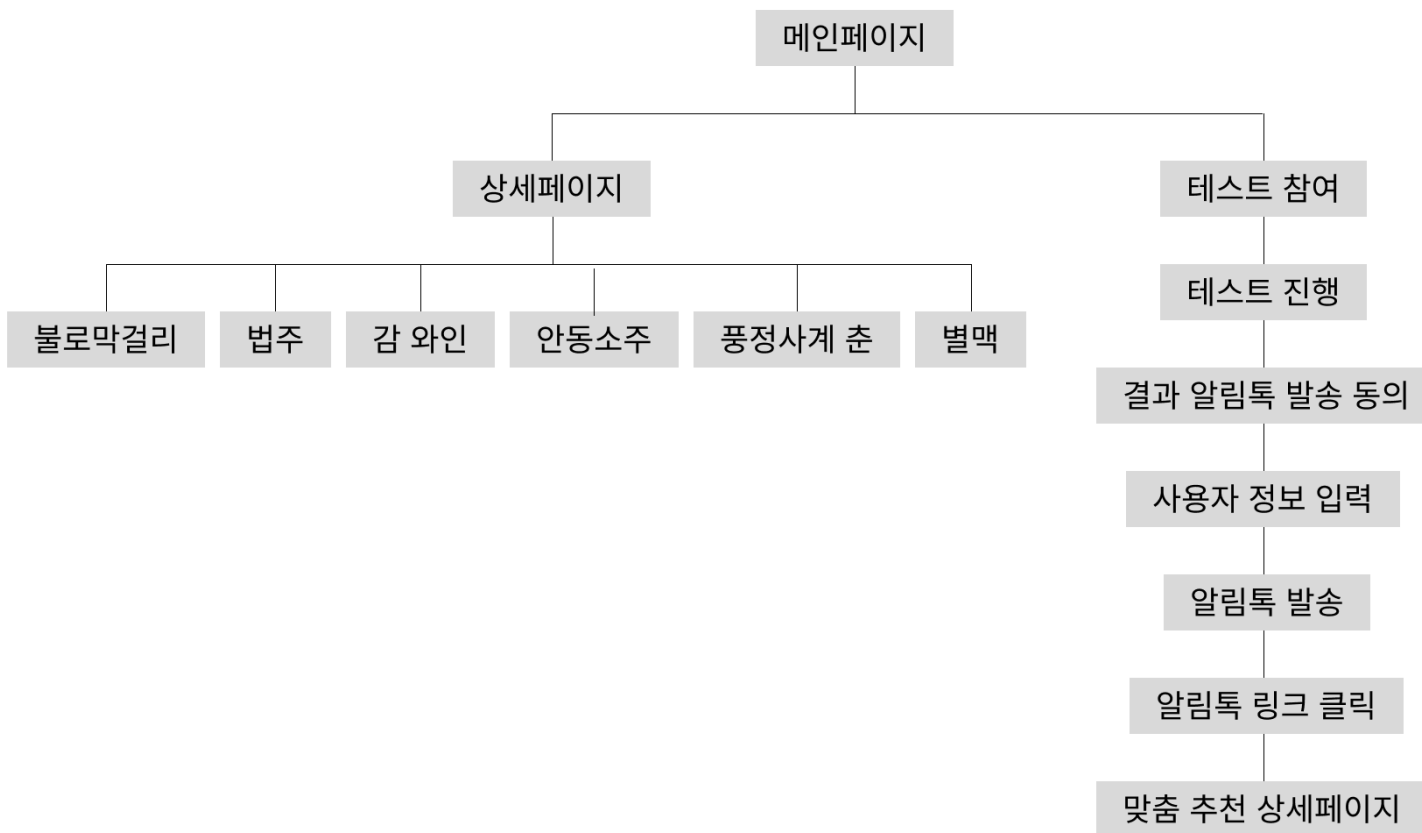 메인페이지
상세페이지
테스트 참여
테스트 진행
불로막걸리
법주
감 와인
안동소주
풍정사계 춘
별맥
결과 알림톡 발송 동의
사용자 정보 입력
알림톡 발송
알림톡 링크 클릭
맞춤 추천 상세페이지